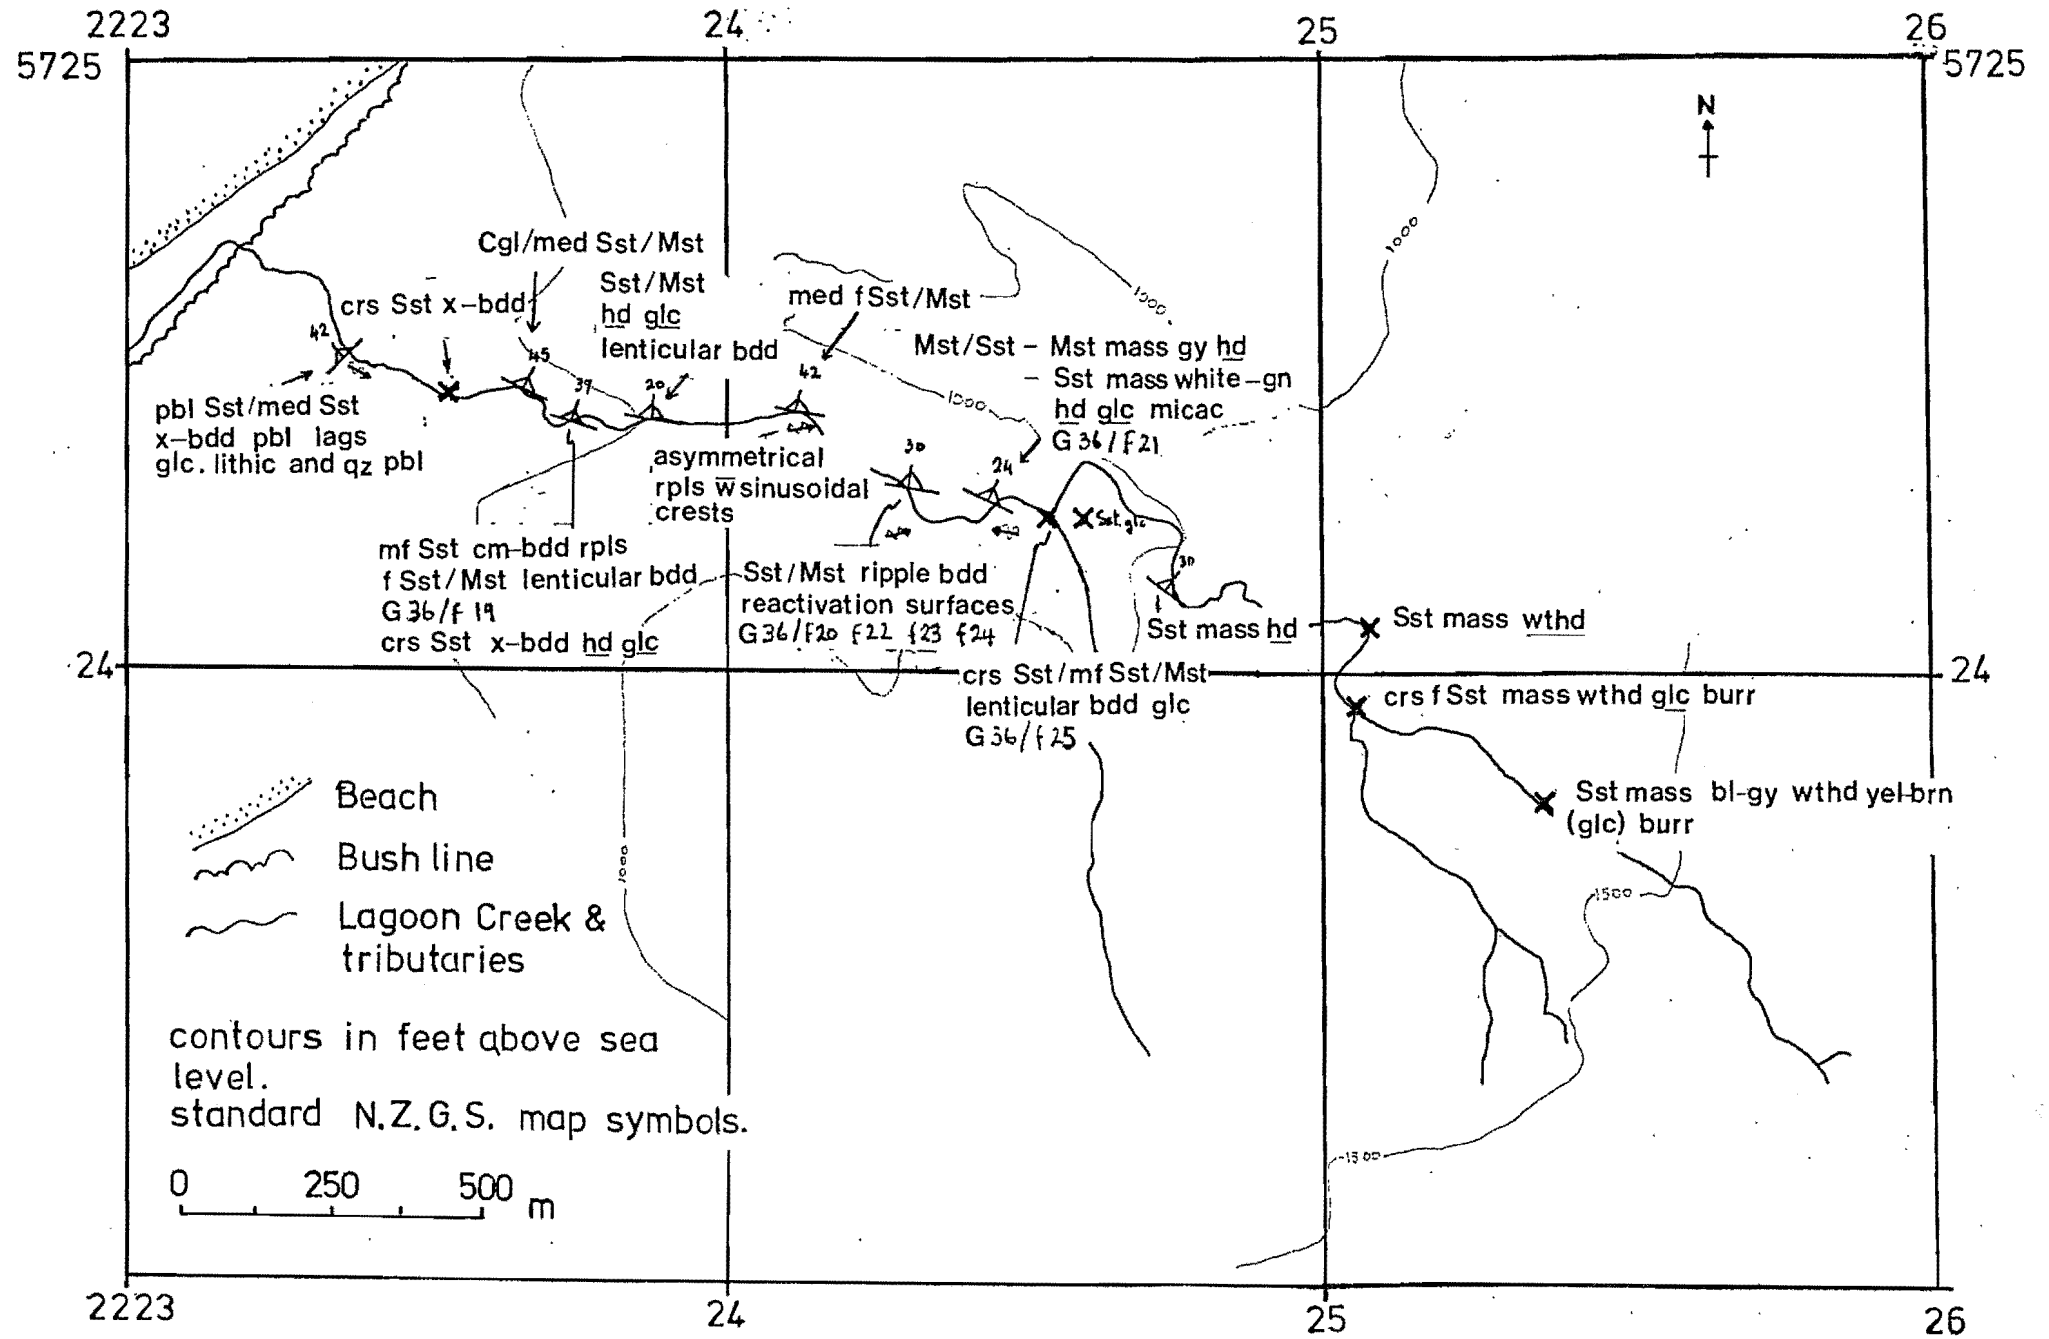 2223
24
25
26
5725
5725
N
1000
1000
1000
Cgl/med Sst/Mst
Sst/Mst
hd glc
lenticular bdd
crs Sst x-bdd
med f Sst/Mst
Mst/Sst - Mst mass gy hd
- Sst mass white-gn
hd glc micac
G36/f21
42
45
39
20
42
30
24
30
pbl Sst/med Sst
x-bdd pbl lags
glc. lithic and qz pbl
asymmetrical
rpls w̅ sinusoidal
crests
Sst glc
mf Sst cm-bdd rpls
f Sst/Mst lenticular bdd
G36/f19
crs Sst x-bdd hd glc
Sst/Mst ripple bdd
reactivation surfaces
G36/f20 f22 f23 f24
Sst mass hd
Sst mass wthd
24
24
crs Sst/mf Sst/Mst
lenticular bdd glc
G36/f25
crs f Sst mass wthd glc burr
Sst mass bl-gy wthd yel-brn
(glc) burr
1000
1500
1500
Beach
Bush line
Lagoon Creek &
tributaries
contours in feet above sea
level.
standard N.Z.G.S. map symbols.
0 250 500 m
2223
24
25
26